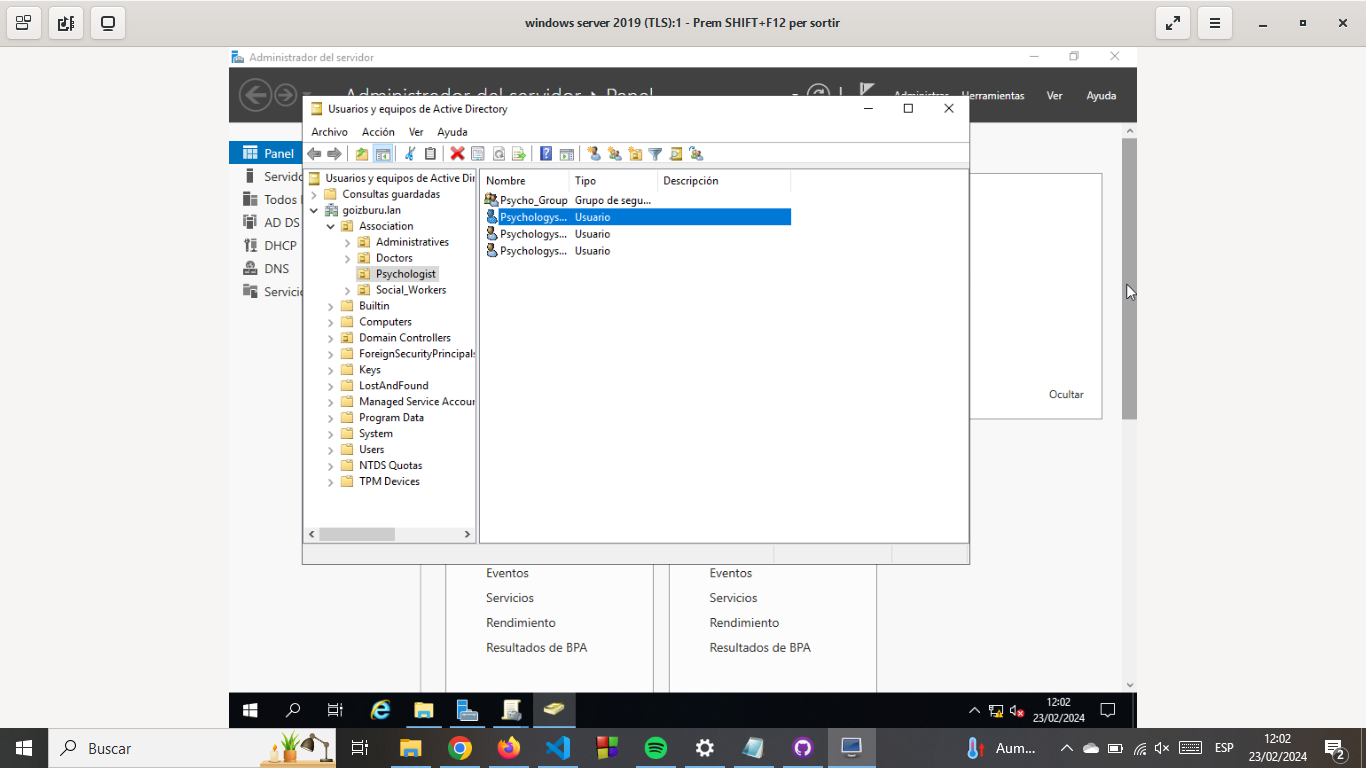 windows server 2019 (TLS):1 - Prem SHIFT+F12 per sortir
Administrador del servidor
Administrador del servidor Panel
Ver
Ayuda
Usuarios y equipos de Active Directory
Archivo Acción Ver Ayuda
Panel
AD DS
DHCP
DNS
Usuarios y equipos de Active Dir
Consultas guardadas
goizburu.lan
Association
Administratives
Doctors
Psychologist
Social_Workers
Builtin
Computers
Domain Controllers
ForeignSecurityPrincipals
Keys
LostAndFound
Managed Service Accour
Program Data
System
Users
NTDS Quotas
TPM Devices
Nombre Tipo Descripción
Psycho_Group Grupo de segu...
Psychologys... Usuario
Psychologys... Usuario
Psychologys... Usuario
Ocultar
Eventos
Servicios
Rendimiento
Resultados de BPA
Eventos
Servicios
Rendimiento
Resultados de BPA
12:02
23/02/2024
Buscar
Aum...
ESP
12:02
23/02/2024
2